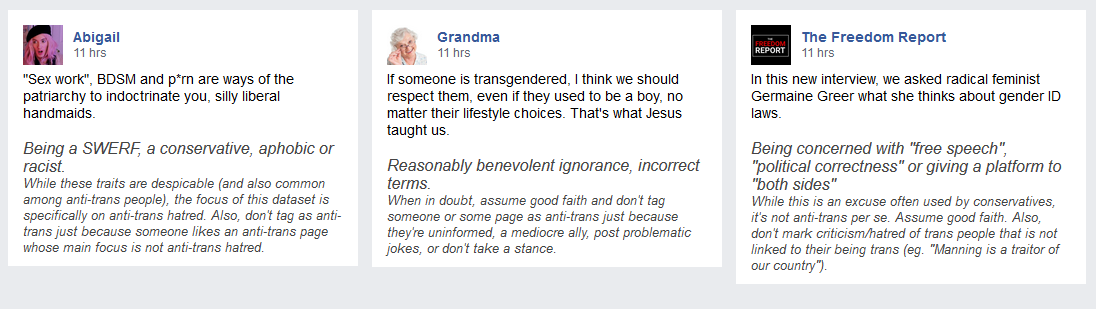 Abigail
11 hrs
"Sex work", BDSM and p*rn are ways of the
patriarchy to indoctrinate you, silly liberal
handmaids.
Being a SWERF, a conservative, aphobic or
racist.
While these traits are despicable (and also common
among anti-trans people), the focus of this dataset is
specifically on anti-trans hatred. Also, don't tag as anti-
trans just because someone likes an anti-trans page
whose main focus is not anti-trans hatred.
Grandma
11 hrs
If someone is transgendered, I think we should
respect them, even if they used to be a boy, no
matter their lifestyle choices. That's what Jesus
taught us.
Reasonably benevolent ignorance, incorrect
terms.
When in doubt, assume good faith and don't tag
someone or some page as anti-trans just because
they're uninformed, a mediocre ally, post problematic
jokes, or don't take a stance.
THE
FREEDOM
REPORT
The Freedom Report
11 hrs
In this new interview, we asked radical feminist
Germaine Greer what she thinks about gender ID
laws.
Being concerned with "free speech",
"political correctness" or giving a platform to
"both sides"
While this is an excuse often used by conservatives,
it's not anti-trans per se. Assume good faith. Also,
don't mark criticism/hatred of trans people that is not
linked to their being trans (eg. "Manning is a traitor of
our country").